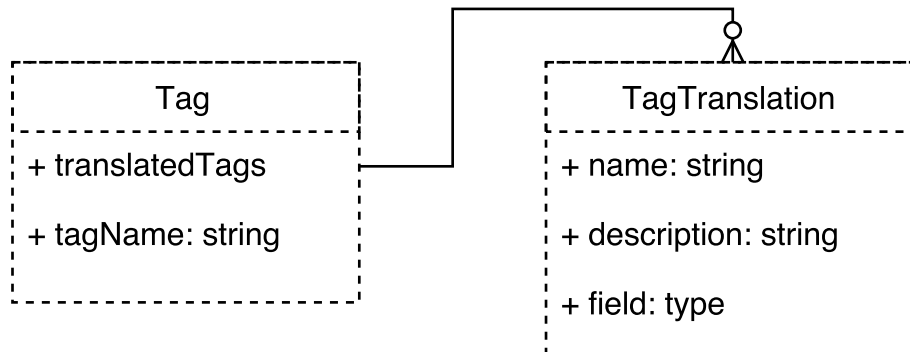 Tag
+ translatedTags
+ tagName: string
TagTranslation
+ name: string
+ description: string
+ field: type